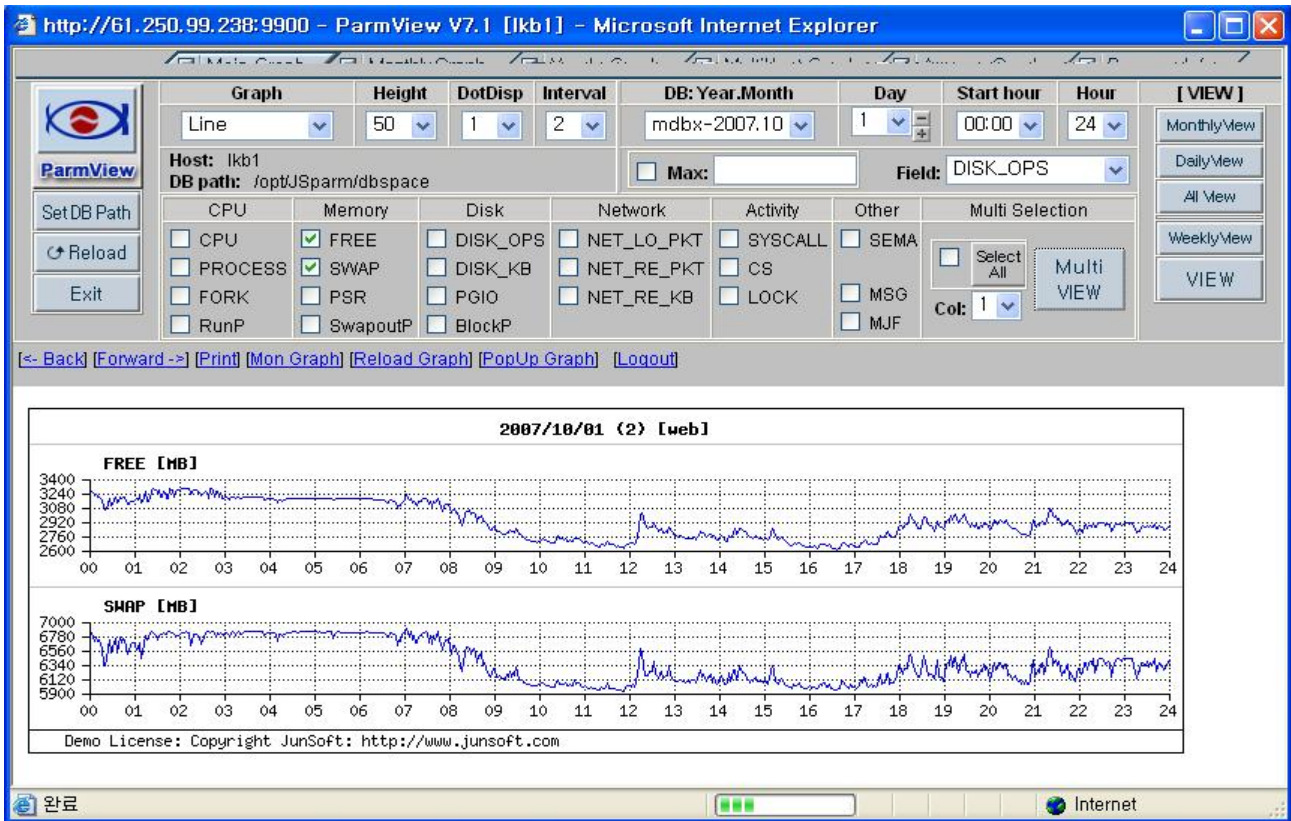 http://61.250.99.238:9900 - ParmView V7.1 [lkb1] - Microsoft Internet Explorer
Graph Height DotDisp Interval DB:Year.Month Day Start hour Hour [ VIEW ]
Line 50 1 2 mdbx-2007.10 1 00:00 24 MonthlyView
ParmView
Host: lkb1
DB path: /opt/JSparm/dbspace
Max: Field: DISK_OPS DailyView
Set DB Path CPU Memory Disk Network Activity Other Multi Selection All View
CPU FREE DISK_OPS NET_LO_PKT SYSCALL SEMA Select All WeeklyView
Reload PROCESS SWAP DISK_KB NET_RE_PKT CS Multi VIEW VIEW
Exit FORK PSR PGIO NET_RE_KB LOCK MSG Col: 1
RunP SwapoutP BlockP MJF
[<- Back] [Forward ->] [Print] [Mon Graph] [Reload Graph] [PopUp Graph] [Logout]
2007/10/01 (2) [web]
FREE [MB]
3400
3240
3080
2920
2760
2600
00 01 02 03 04 05 06 07 08 09 10 11 12 13 14 15 16 17 18 19 20 21 22 23 24
SWAP [MB]
7000
6780
6560
6340
6120
5900
00 01 02 03 04 05 06 07 08 09 10 11 12 13 14 15 16 17 18 19 20 21 22 23 24
Demo License: Copyright JunSoft: http://www.junsoft.com
완료 Internet